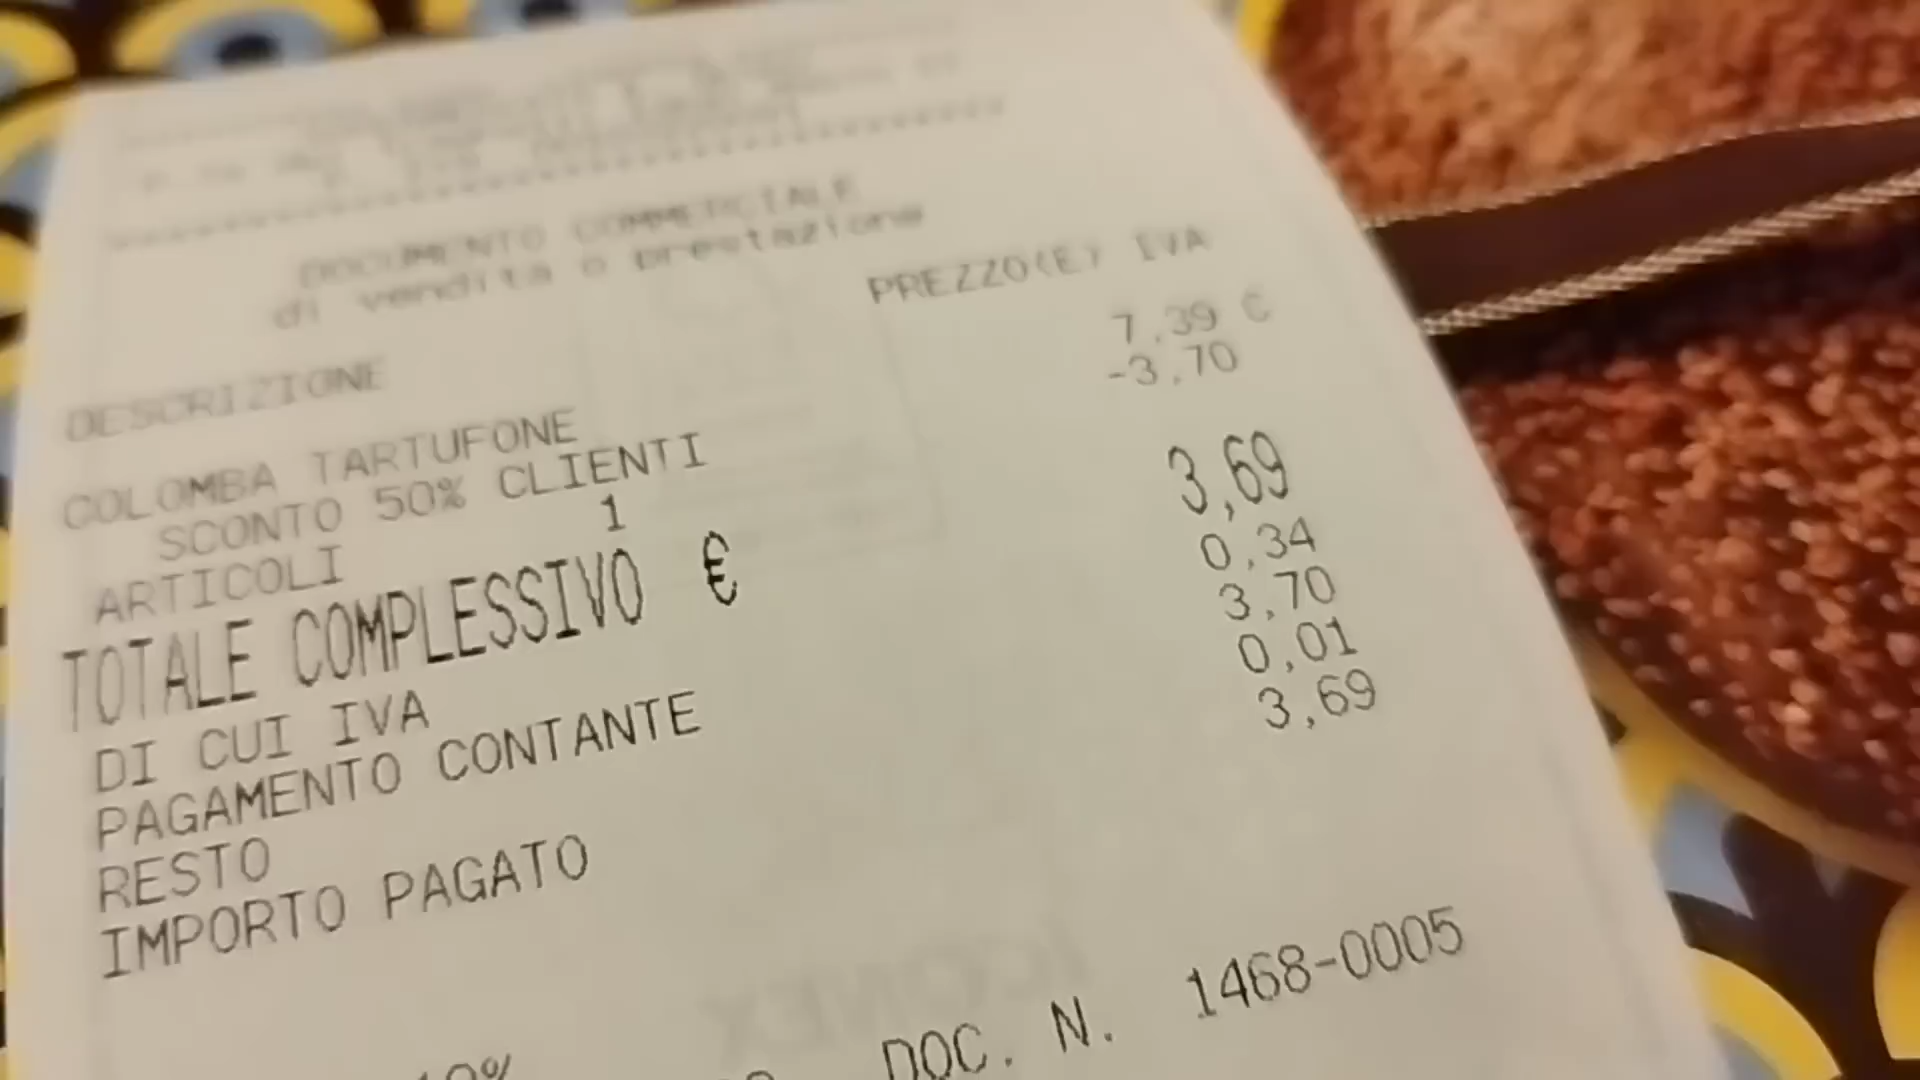 DOCUMENTO COMMERCIALE
di vendita o prestazione
DESCRIZIONE PREZZO(E) IVA
COLOMBA TARTUFONE 7,39 C
SCONTO 50% CLIENTI -3,70
ARTICOLI 1
TOTALE COMPLESSIVO € 3,69
DI CUI IVA 0,34
PAGAMENTO CONTANTE 3,70
RESTO 0,01
IMPORTO PAGATO 3,69
DOC. N. 1468-0005